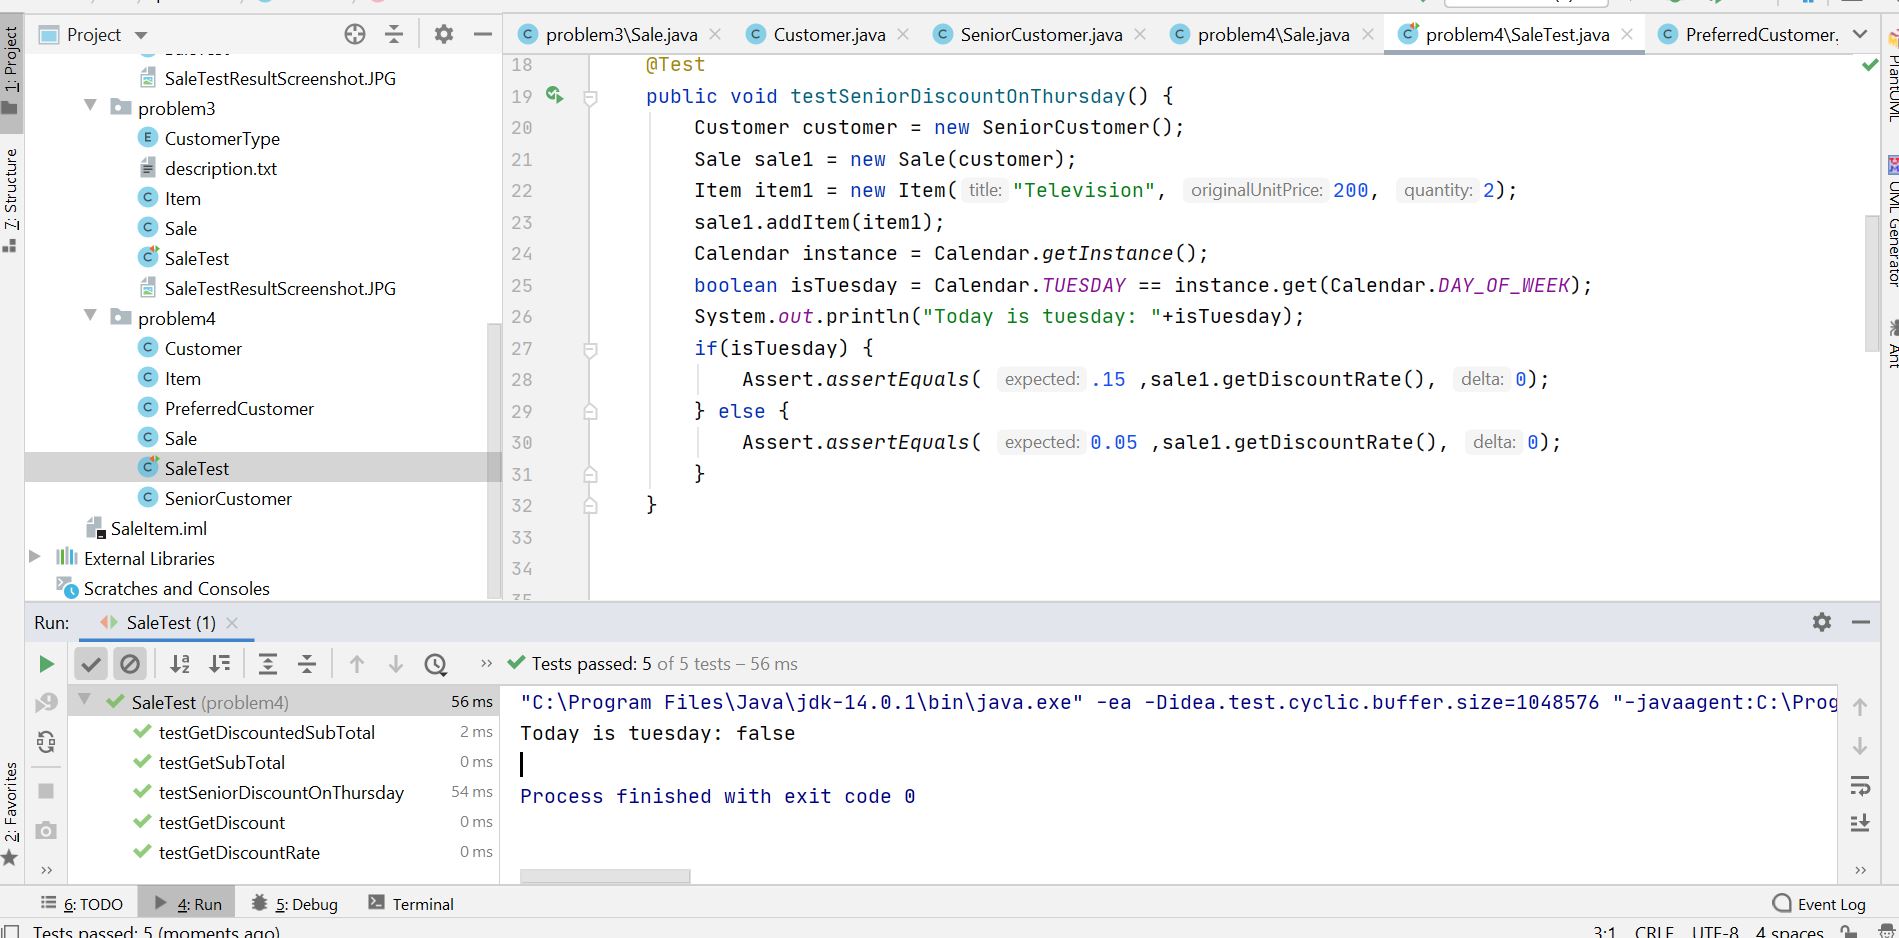 Project
problem3\Sale.java
Customer.java
SeniorCustomer.java
problem4\Sale.java
problem4\SaleTest.java
PreferredCustomer.
1: Project
7: Structure
2: Favorites
PlantUML
UML Generator
Ant
SaleTestResultScreenshot.JPG
problem3
CustomerType
description.txt
Item
Sale
SaleTest
SaleTestResultScreenshot.JPG
problem4
Customer
Item
PreferredCustomer
Sale
SaleTest
SeniorCustomer
SaleItem.iml
External Libraries
Scratches and Consoles
18 @Test
19 public void testSeniorDiscountOnThursday() {
20 Customer customer = new SeniorCustomer();
21 Sale sale1 = new Sale(customer);
22 Item item1 = new Item( title: "Television", originalUnitPrice: 200, quantity: 2);
23 sale1.addItem(item1);
24 Calendar instance = Calendar.getInstance();
25 boolean isTuesday = Calendar.TUESDAY == instance.get(Calendar.DAY_OF_WEEK);
26 System.out.println("Today is tuesday: "+isTuesday);
27 if(isTuesday) {
28 Assert.assertEquals( expected: .15 ,sale1.getDiscountRate(), delta: 0);
29 } else {
30 Assert.assertEquals( expected: 0.05 ,sale1.getDiscountRate(), delta: 0);
31 }
32 }
33
34
35
Run: SaleTest (1)
Tests passed: 5 of 5 tests – 56 ms
SaleTest (problem4) 56 ms
testGetDiscountedSubTotal 2 ms
testGetSubTotal 0 ms
testSeniorDiscountOnThursday 54 ms
testGetDiscount 0 ms
testGetDiscountRate 0 ms
"C:\Program Files\Java\jdk-14.0.1\bin\java.exe" -ea -Didea.test.cyclic.buffer.size=1048576 "-javaagent:C:\Prog
Today is tuesday: false
Process finished with exit code 0
6: TODO 4: Run 5: Debug Terminal Event Log
Tests passed: 5 (moments ago) 3:1 CRLF UTF-8 4 spaces